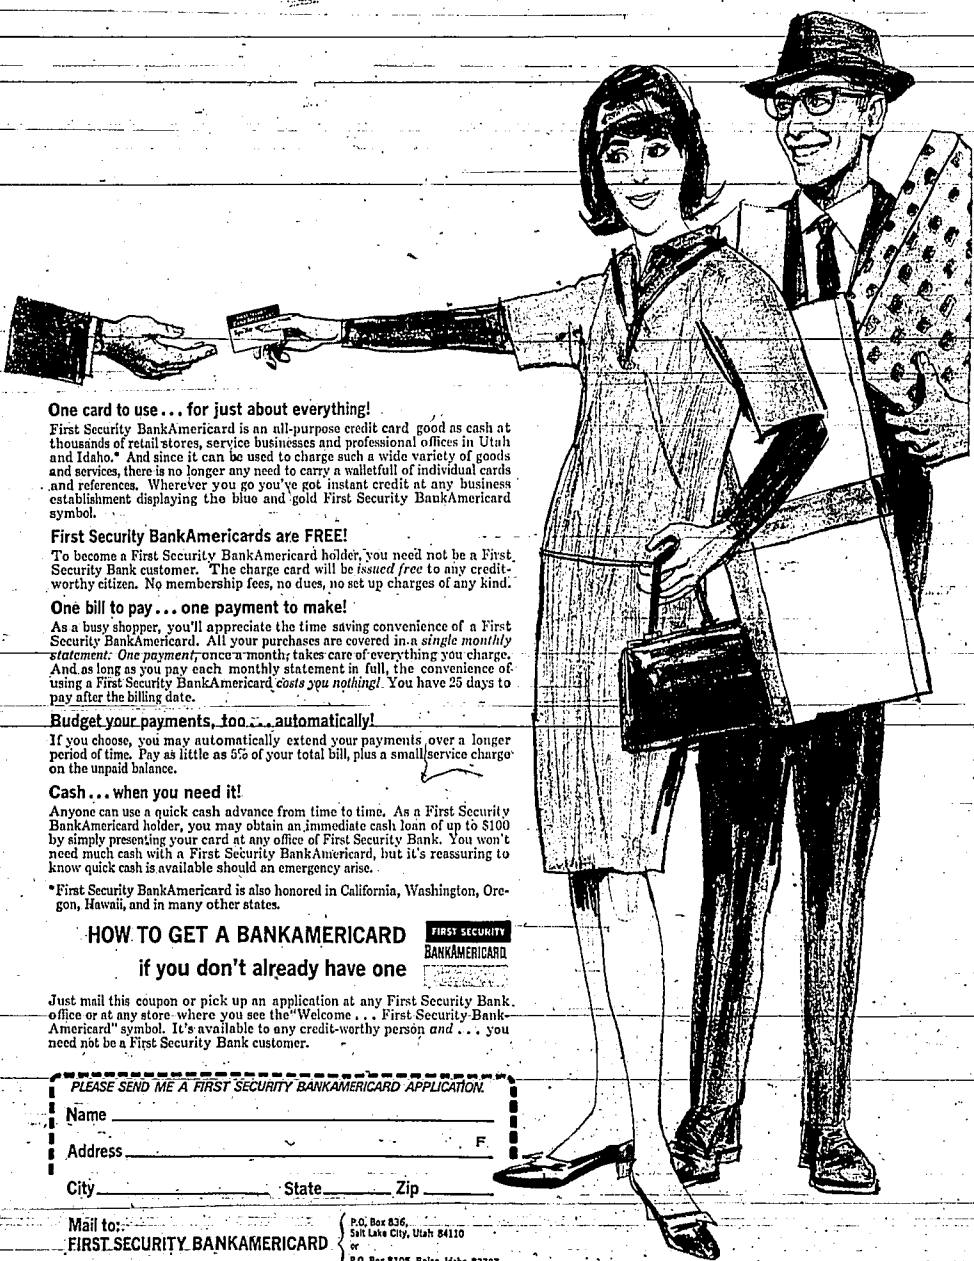 One card to use... for just about everything!
First Security BankAmericard is an all-purpose credit card good as cash at
thousands of retail stores, service businesses and professional offices in Utah
and Idaho.* And since it can be used to charge such a wide variety of goods
and services, there is no longer any need to carry a walletfull of individual cards
and references. Wherever you go you've got instant credit at any business
establishment displaying the blue and gold First Security BankAmericard
symbol.
First Security BankAmericards are FREE!
To become a First Security BankAmericard holder, you need not be a First
Security Bank customer. The charge card will be issued free to any credit-
worthy citizen. No membership fees, no dues, no set up charges of any kind.
One bill to pay... one payment to make!
As a busy shopper, you'll appreciate the time saving convenience of a First
Security BankAmericard. All your purchases are covered in a single monthly
statement. One payment, once a month, takes care of everything you charge.
And as long as you pay each monthly statement in full, the convenience of
using a First Security BankAmericard costs you nothing! You have 25 days to
pay after the billing date.
Budget your payments, too... automatically!
If you choose, you may automatically extend your payments over a longer
period of time. Pay as little as 5% of your total bill, plus a small service charge
on the unpaid balance.
Cash... when you need it!
Anyone can use a quick cash advance from time to time. As a First Security
BankAmericard holder, you may obtain an immediate cash loan of up to $100
by simply presenting your card at any office of First Security Bank. You won't
need much cash with a First Security BankAmericard, but it's reassuring to
know quick cash is available should an emergency arise.
*First Security BankAmericard is also honored in California, Washington, Ore-
gon, Hawaii, and in many other states.
HOW TO GET A BANKAMERICARD
if you don't already have one
FIRST SECURITY
BANKAMERICARD
Just mail this coupon or pick up an application at any First Security Bank
office or at any store where you see the "Welcome... First Security Bank-
Americard" symbol. It's available to any credit-worthy person and... you
need not be a First Security Bank customer.
PLEASE SEND ME A FIRST SECURITY BANKAMERICARD APPLICATION.
Name
Address F
City State Zip
Mail to:
FIRST SECURITY BANKAMERICARD
P.O. Box 836,
Salt Lake City, Utah 84110
or